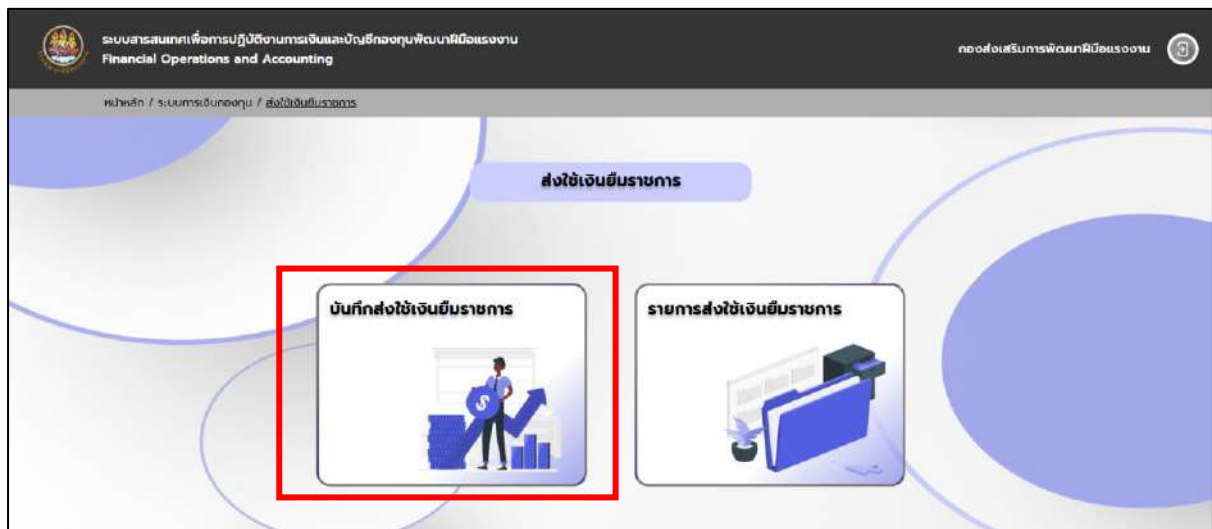 ระบบสารสนเทศเพื่อการปฏิบัติงานการเงินและบัญชีกองทุนพัฒนาฝีมือแรงงาน
Financial Operations and Accounting
กองส่งเสริมการพัฒนาฝีมือแรงงาน
หน้าหลัก / ระบบการเงินกองทุน / ส่งใช้เงินยืมราชการ
ส่งใช้เงินยืมราชการ
บันทึกส่งใช้เงินยืมราชการ
รายการส่งใช้เงินยืมราชการ